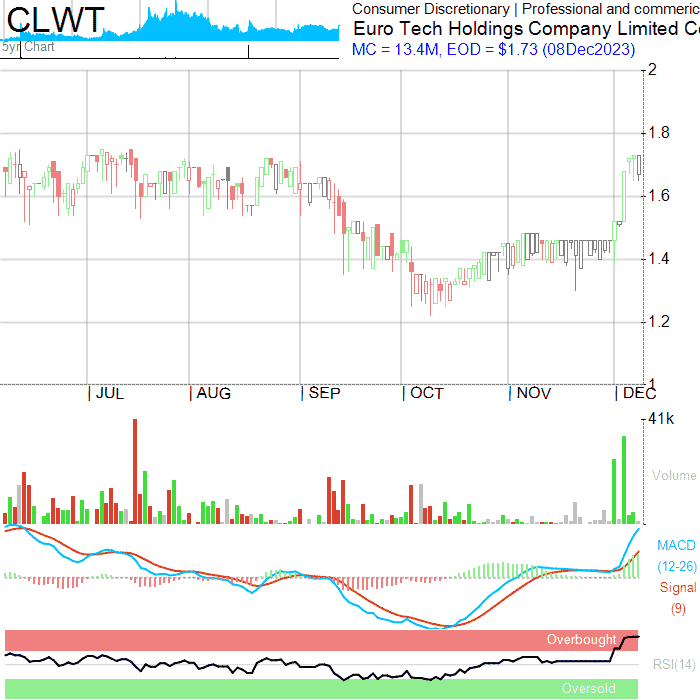 CLWT
5yr Chart
Consumer Discretionary | Professional and commerc
Euro Tech Holdings Company Limited C
MC = 13.4M, EOD = $1.73 (08Dec2023)
2
1.8
1.6
1.4
1.2
1
JUL AUG SEP OCT NOV DEC
41k
Volume
MACD
(12-26)
Signal
(9)
Overbought
RSI(14)
Oversold